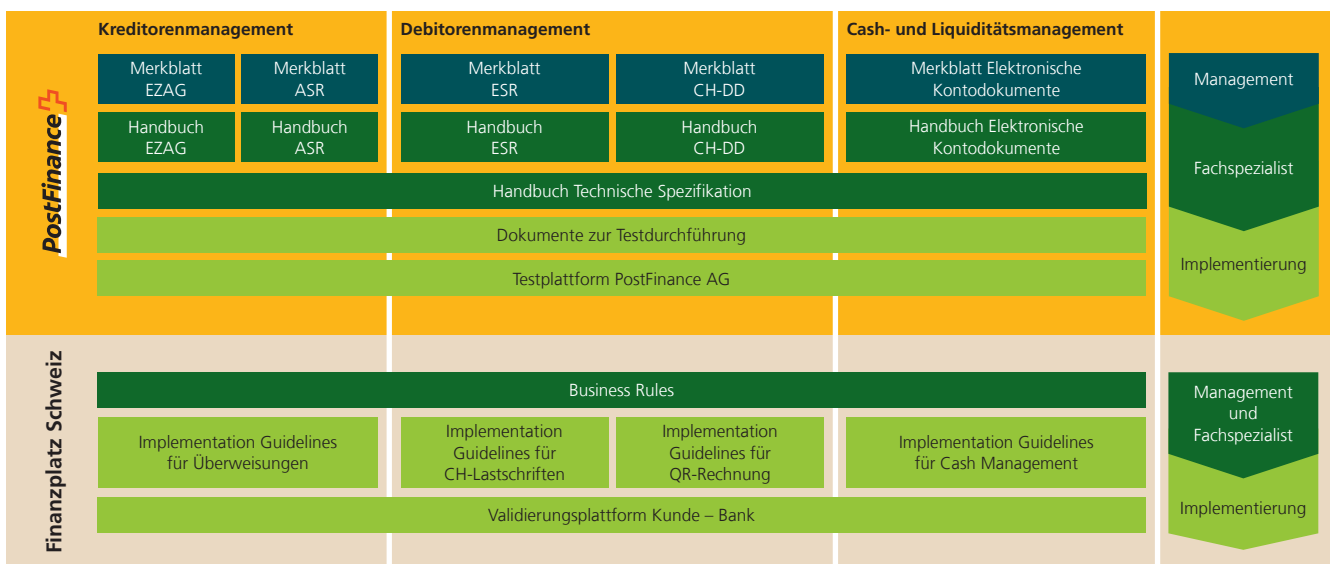 Kreditorenmanagement
Debitorenmanagement
Cash- und Liquiditätsmanagement
PostFinance
Merkblatt
EZAG
Merkblatt
ASR
Merkblatt
ESR
Merkblatt
CH-DD
Merkblatt Elektronische
Kontodokumente
Management
Handbuch
EZAG
Handbuch
ASR
Handbuch
ESR
Handbuch
CH-DD
Handbuch Elektronische
Kontodokumente
Fachspezialist
Handbuch Technische Spezifikation
Dokumente zur Testdurchführung
Testplattform PostFinance AG
Implementierung
Finanzplatz Schweiz
Business Rules
Management
und
Fachspezialist
Implementation Guidelines
für Überweisungen
Implementation
Guidelines für
CH-Lastschriften
Implementation
Guidelines für
QR-Rechnung
Implementation Guidelines
für Cash Management
Validierungsplattform Kunde – Bank
Implementierung